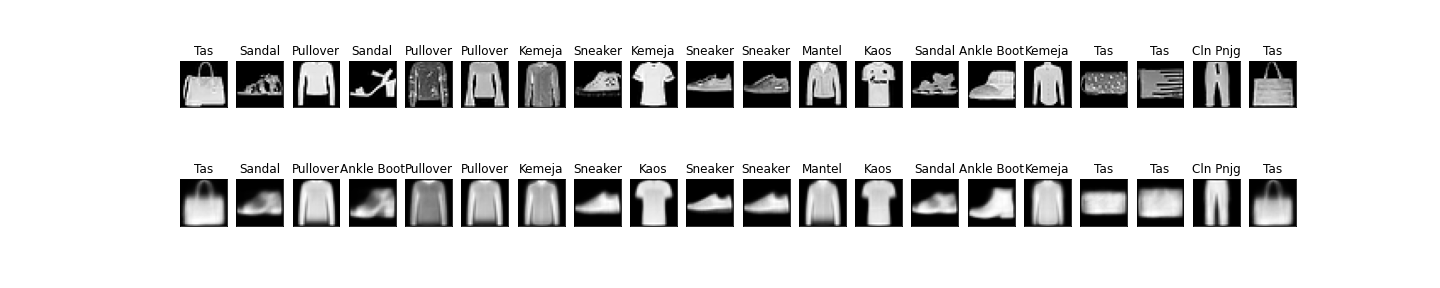 Tas Sandal Pullover Sandal Pullover Pullover Kemeja Sneaker Kemeja Sneaker Sneaker Mantel Kaos Sandal Ankle Boot Kemeja Tas Tas Cln Pnjg Tas
Tas Sandal Pullover Ankle Boot Pullover Pullover Kemeja Sneaker Kaos Sneaker Sneaker Mantel Kaos Sandal Ankle Boot Kemeja Tas Tas Cln Pnjg Tas